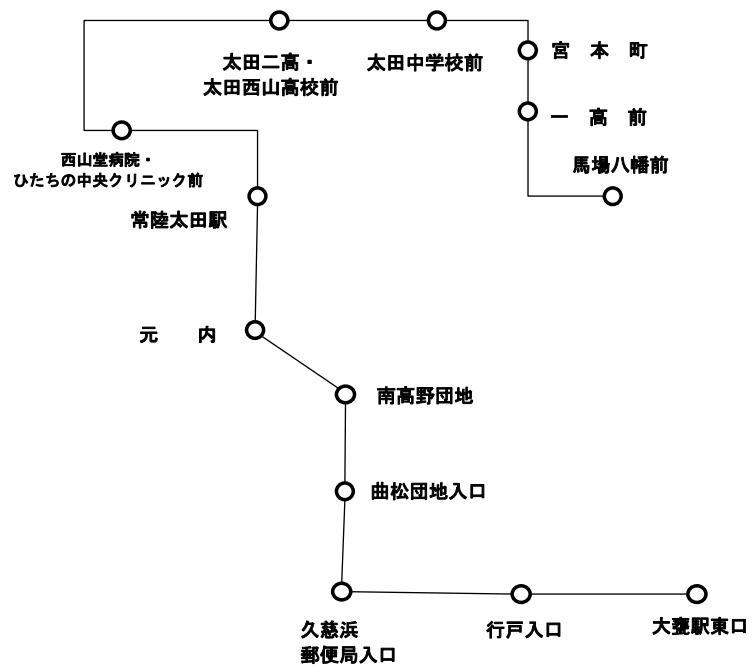 太田二高・
太田西山高校前
太田中学校前
宮本町
一高前
馬場八幡前
西山堂病院・
ひたちの中央クリニック前
常陸太田駅
元内
南高野団地
曲松団地入口
久慈浜
郵便局入口
行戸入口
大甕駅東口